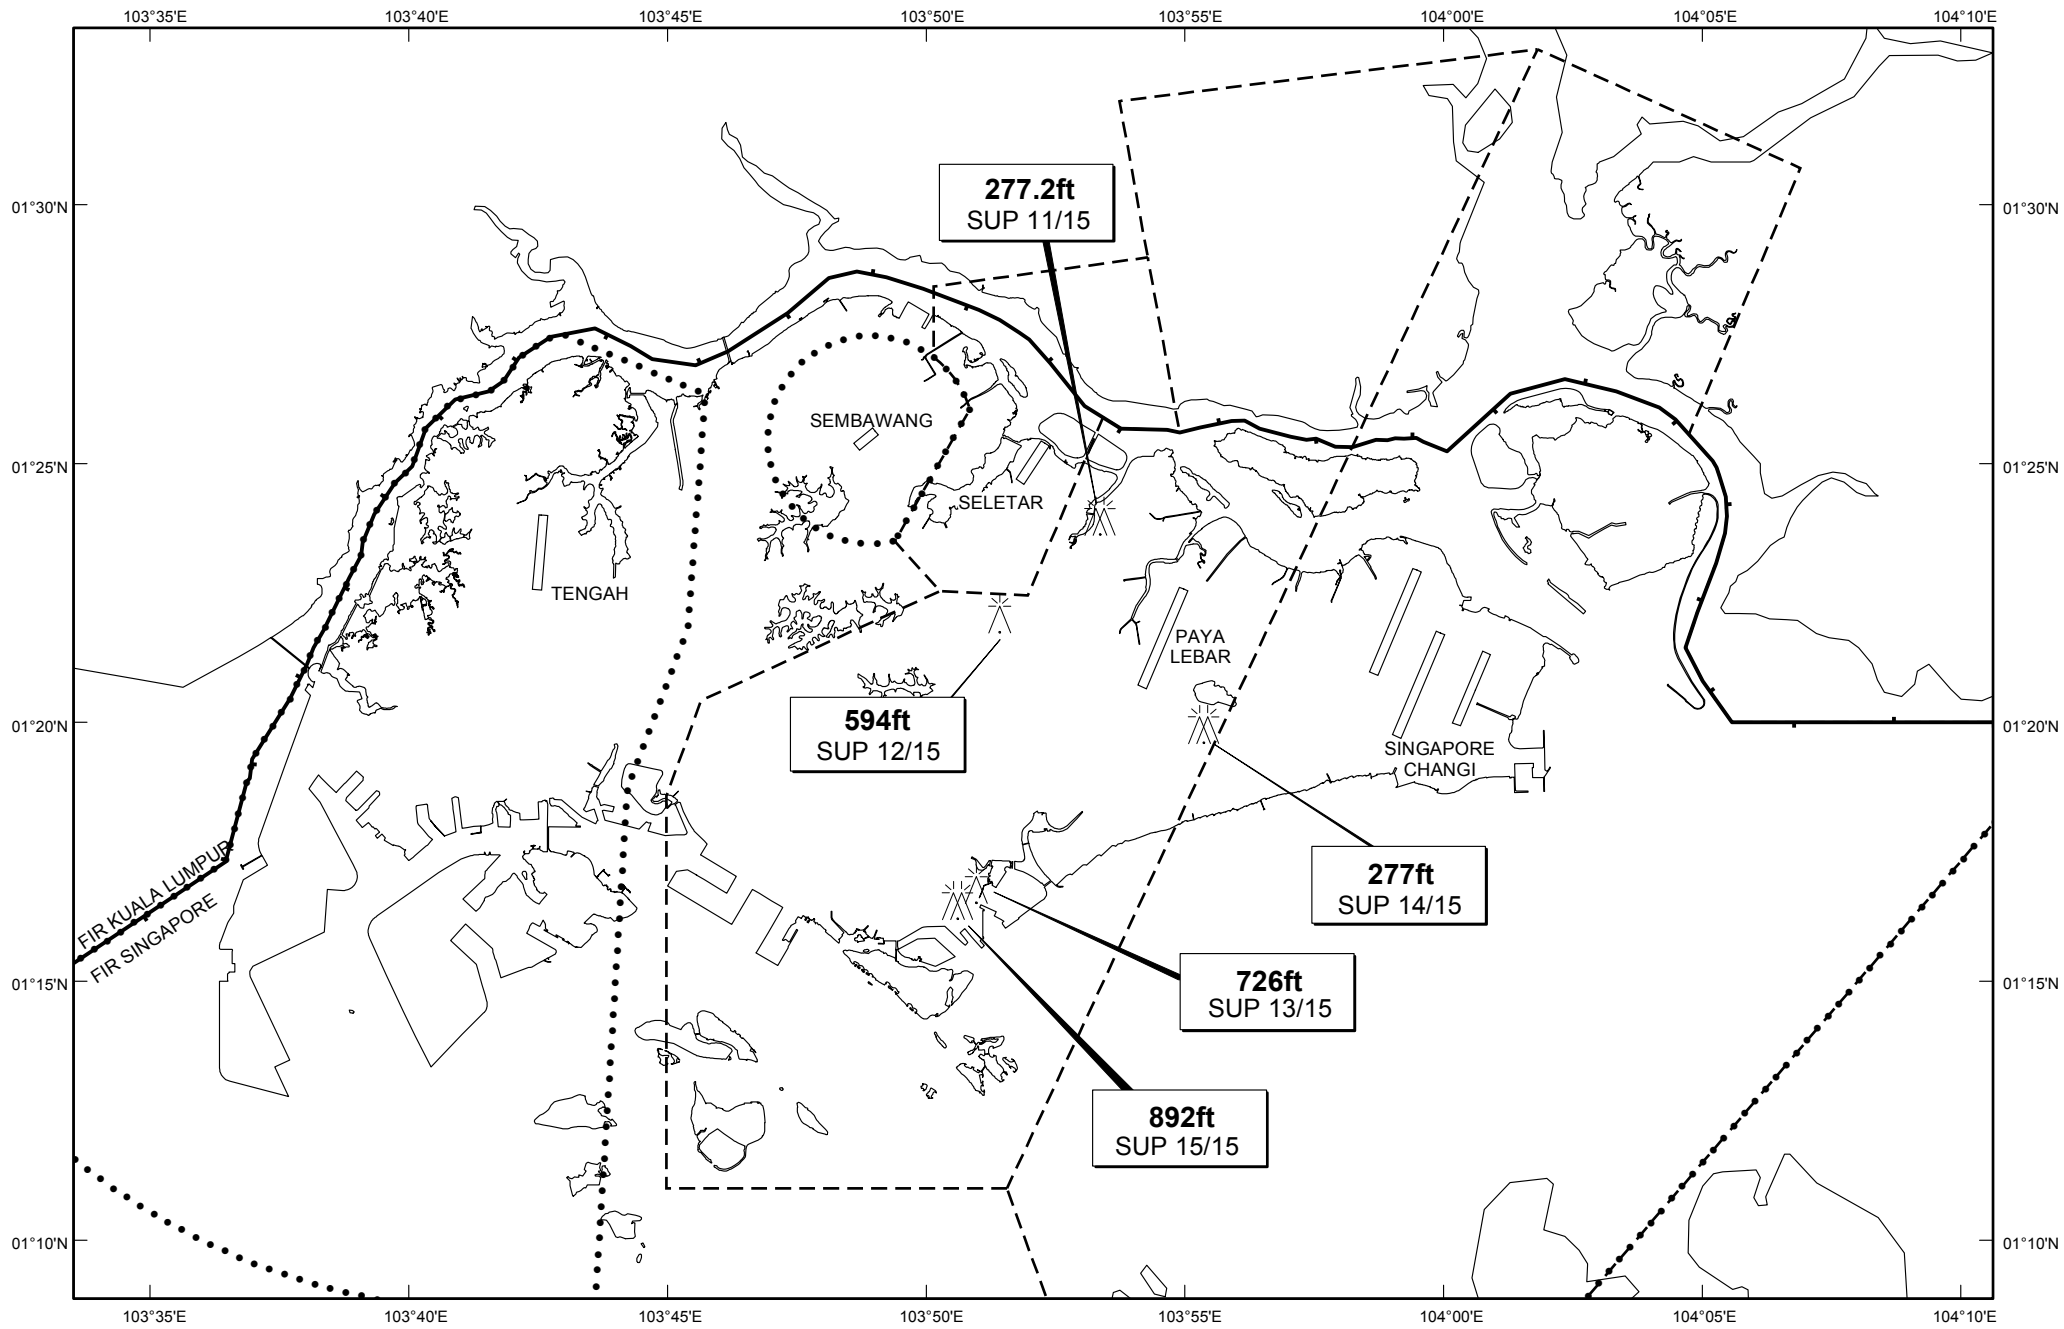 103°35'E 103°40'E 103°45'E 103°50'E 103°55'E 104°00'E 104°05'E 104°10'E
277.2ft
SUP 11/15
01°30'N 01°30'N
SEMBAWANG
01°25'N 01°25'N
SELETAR
TENGAH
PAYA
LEBAR
594ft
SUP 12/15
01°20'N 01°20'N
SINGAPORE
CHANGI
277ft
SUP 14/15
FIR KUALA LUMPUR
FIR SINGAPORE
726ft
SUP 13/15
01°15'N 01°15'N
892ft
SUP 15/15
01°10'N 01°10'N
103°35'E 103°40'E 103°45'E 103°50'E 103°55'E 104°00'E 104°05'E 104°10'E